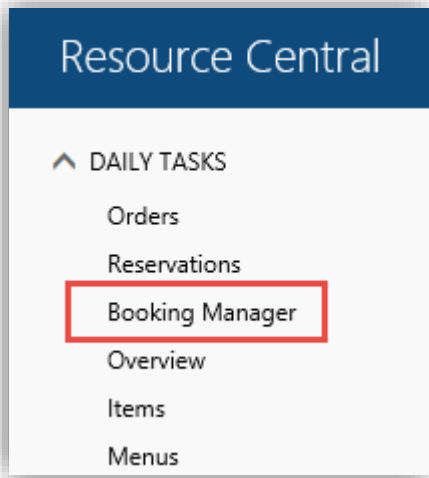 Resource Central
DAILY TASKS
Orders
Reservations
Booking Manager
Overview
Items
Menus